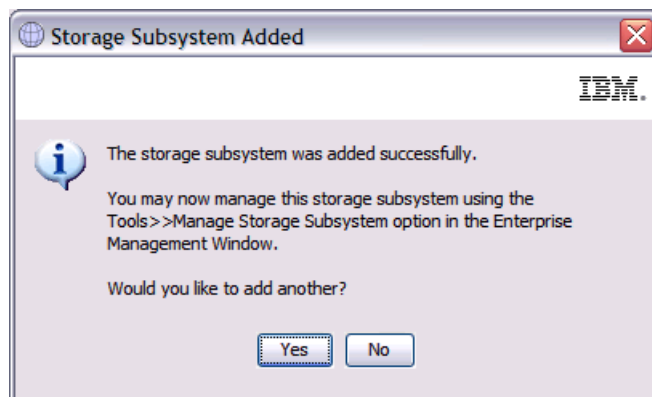 Storage Subsystem Added
IBM.
The storage subsystem was added successfully.
You may now manage this storage subsystem using the
Tools>>Manage Storage Subsystem option in the Enterprise
Management Window.
Would you like to add another?
Yes No